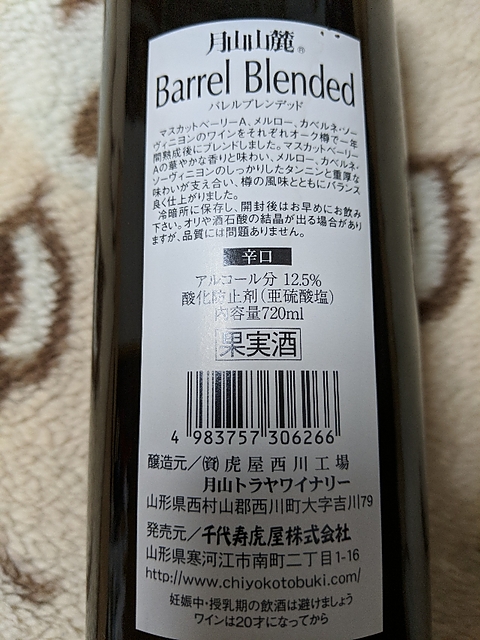 月山山麓®
Barrel Blended
バレルブレンデッド
マスカットベーリーA、メルロー、カベルネ・ソー
ヴィニヨンのワインをそれぞれオーク樽で一年
間熟成後にブレンドしました。マスカットベーリー
Aの華やかな香りと味わい、メルロー、カベルネ・
ソーヴィニヨンのしっかりしたタンニンと重厚な
味わいが支え合い、樽の風味とともにバランス
良く仕上がりました。
冷暗所に保存し、開封後はお早めにお飲み
下さい。オリや酒石酸の結晶が出る場合があり
ますが、品質には問題ありません。
辛口
アルコール分 12.5%
酸化防止剤(亜硫酸塩)
内容量720ml
果実酒
4 983757 306266
醸造元/㈾虎屋西川工場
月山トラヤワイナリー
山形県西村山郡西川町大字吉川79
発売元/千代寿虎屋株式会社
山形県寒河江市南町二丁目1-16
http://www.chiyokotobuki.com/
妊娠中・授乳期の飲酒は避けましょう
ワインは20才になってから